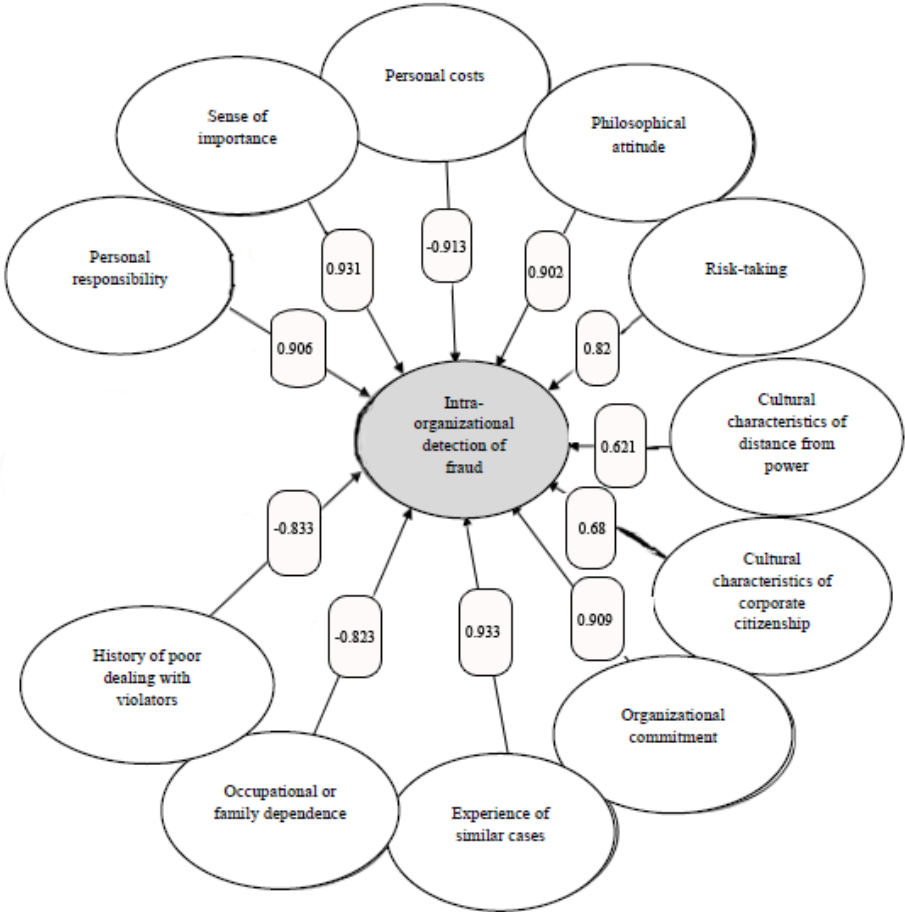 Personal costs
Sense of
importance
Philosophical
attitude
Personal
responsibility
Risk-taking
0.931
-0.913
0.902
0.906
0.82
Intra-
organizational
detection of
fraud
Cultural
characteristics of
distance from
power
0.621
-0.833
0.68
Cultural
characteristics of
corporate
citizenship
-0.823
0.933
0.909
History of poor
dealing with
violators
Organizational
commitment
Occupational or
family dependence
Experience of
similar cases